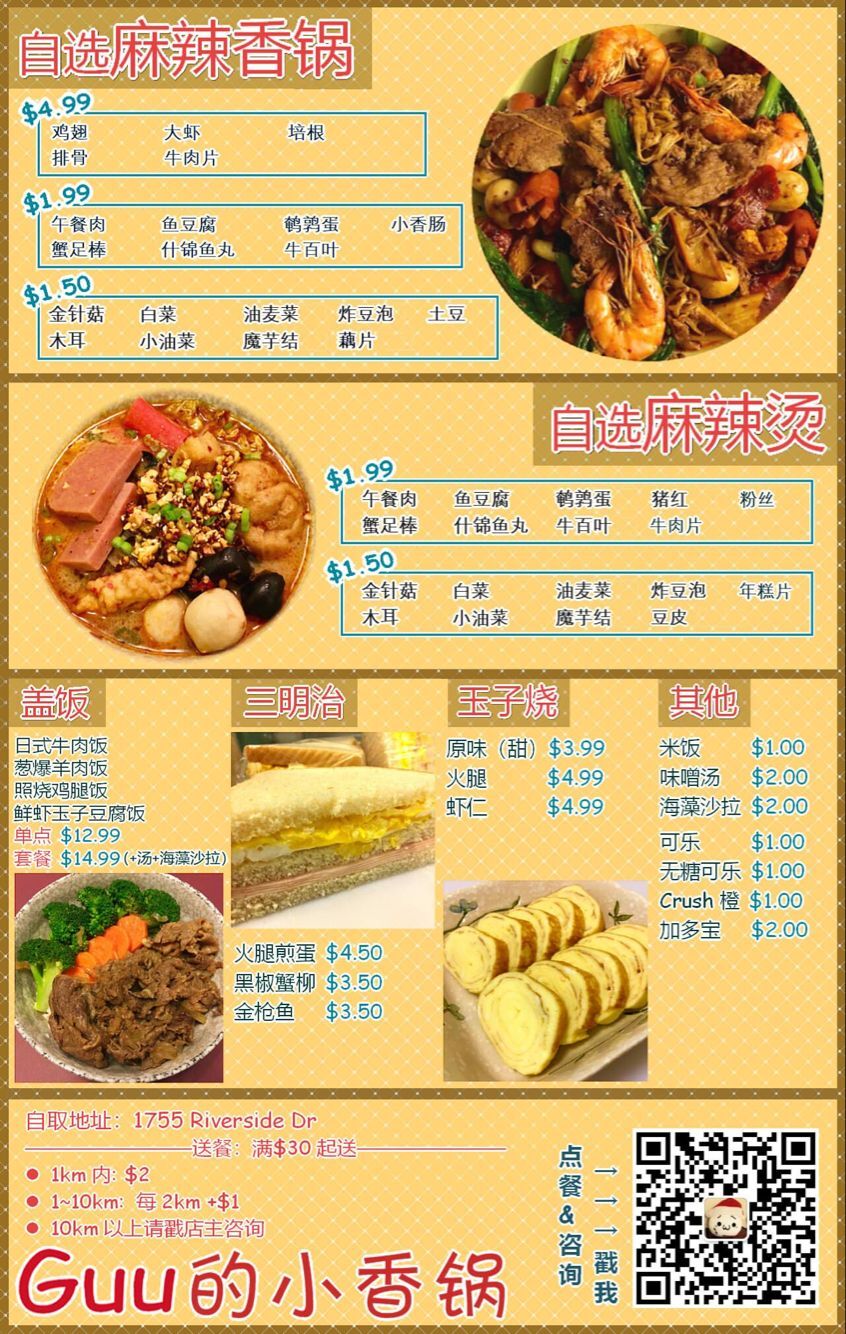 自选麻辣香锅
$4.99
鸡翅 大虾 培根
排骨 牛肉片
$1.99
午餐肉 鱼豆腐 鹌鹑蛋 小香肠
蟹足棒 什锦鱼丸 牛百叶
$1.50
金针菇 白菜 油麦菜 炸豆泡 土豆
木耳 小油菜 魔芋结 藕片
自选麻辣烫
$1.99
午餐肉 鱼豆腐 鹌鹑蛋 猪红 粉丝
蟹足棒 什锦鱼丸 牛百叶 牛肉片
$1.50
金针菇 白菜 油麦菜 炸豆泡 年糕片
木耳 小油菜 魔芋结 豆皮
盖饭
日式牛肉饭
葱爆羊肉饭
照烧鸡腿饭
鲜虾玉子豆腐饭
单点 $12.99
套餐 $14.99(+汤+海藻沙拉)
三明治
火腿煎蛋 $4.50
黑椒蟹柳 $3.50
金枪鱼 $3.50
玉子烧
原味（甜）$3.99
火腿 $4.99
虾仁 $4.99
其他
米饭 $1.00
味噌汤 $2.00
海藻沙拉 $2.00
可乐 $1.00
无糖可乐 $1.00
Crush 橙 $1.00
加多宝 $2.00
自取地址：1755 Riverside Dr
送餐：满$30 起送
● 1km 内: $2
● 1~10km: 每 2km +$1
● 10km 以上请戳店主咨询
Guu的小香锅
点餐&咨询
→→→戳我